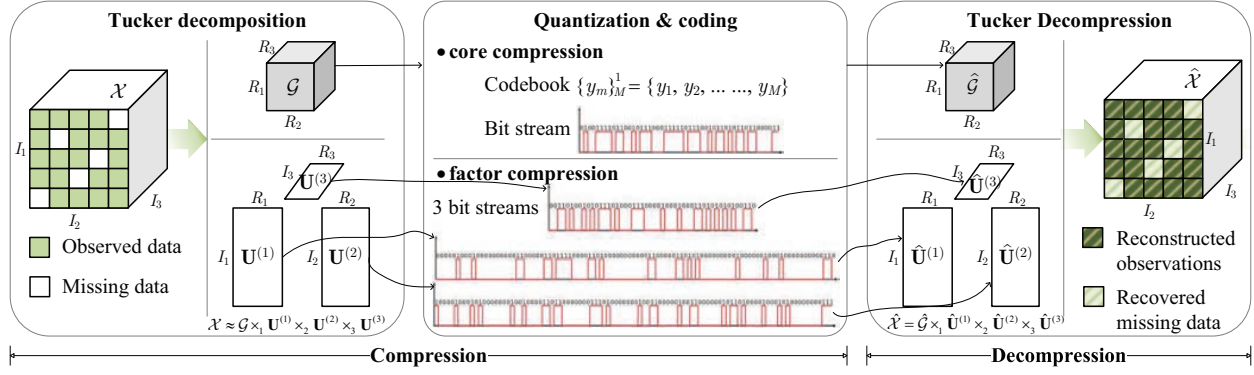 Tucker decomposition
𝒳
I₁
I₂
I₃
Observed data
Missing data
R₃
R₁
𝒢
R₂
R₃
I₃ U⁽³⁾
R₁
R₂
I₁ U⁽¹⁾
I₂ U⁽²⁾
𝒳 ≈ 𝒢 ×₁ U⁽¹⁾ ×₂ U⁽²⁾ ×₃ U⁽³⁾
Quantization & coding
• core compression
Codebook {yₘ}¹_M = {y₁, y₂, ... ..., y_M}
Bit stream
• factor compression
3 bit streams
Tucker Decompression
R₃
R₁
𝒢̂
R₂
R₃
I₃ Û⁽³⁾
R₁
R₂
I₁ Û⁽¹⁾
I₂ Û⁽²⁾
𝒳̂ = 𝒢̂ ×₁ Û⁽¹⁾ ×₂ Û⁽²⁾ ×₃ Û⁽³⁾
𝒳̂
I₁
I₂
I₃
Reconstructed
observations
Recovered
missing data
Compression
Decompression